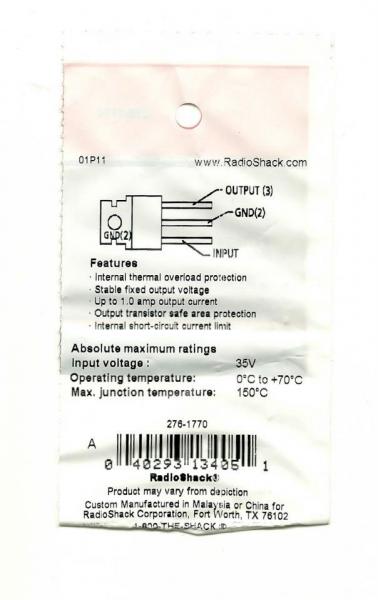 01P11
www.RadioShack.com
OUTPUT (3)
GND(2)
GND(2)
INPUT
Features
· Internal thermal overload protection
· Stable fixed output voltage
· Up to 1.0 amp output current
· Output transistor safe area protection
· Internal short-circuit current limit
Absolute maximum ratings
Input voltage : 35V
Operating temperature: 0°C to +70°C
Max. junction temperature: 150°C
276-1770
A
0 40293 13405 1
RadioShack®
Product may vary from depiction
Custom Manufactured in Malaysia or China for
RadioShack Corporation, Fort Worth, TX 76102
1-800-THE-SHACK ®